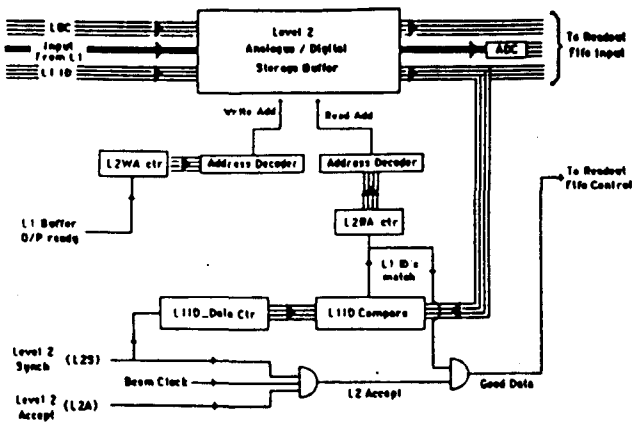 LBC
Level 2
To Readout
Input
from L1
Analogue / Digital
ADC
Fifo Input
L1 ID
Storage Buffer
Write Add
Read Add
L2WA ctr
Address Decoder
Address Decoder
To Readout
Fifo Control
L2RA ctr
L1 Buffer
O/P ready
L1 ID's
match
L1ID_Data Ctr
L1ID Compare
Level 2
Synch (L2S)
Beam Clock
L2 Accept
Good Data
Level 2
Accept (L2A)